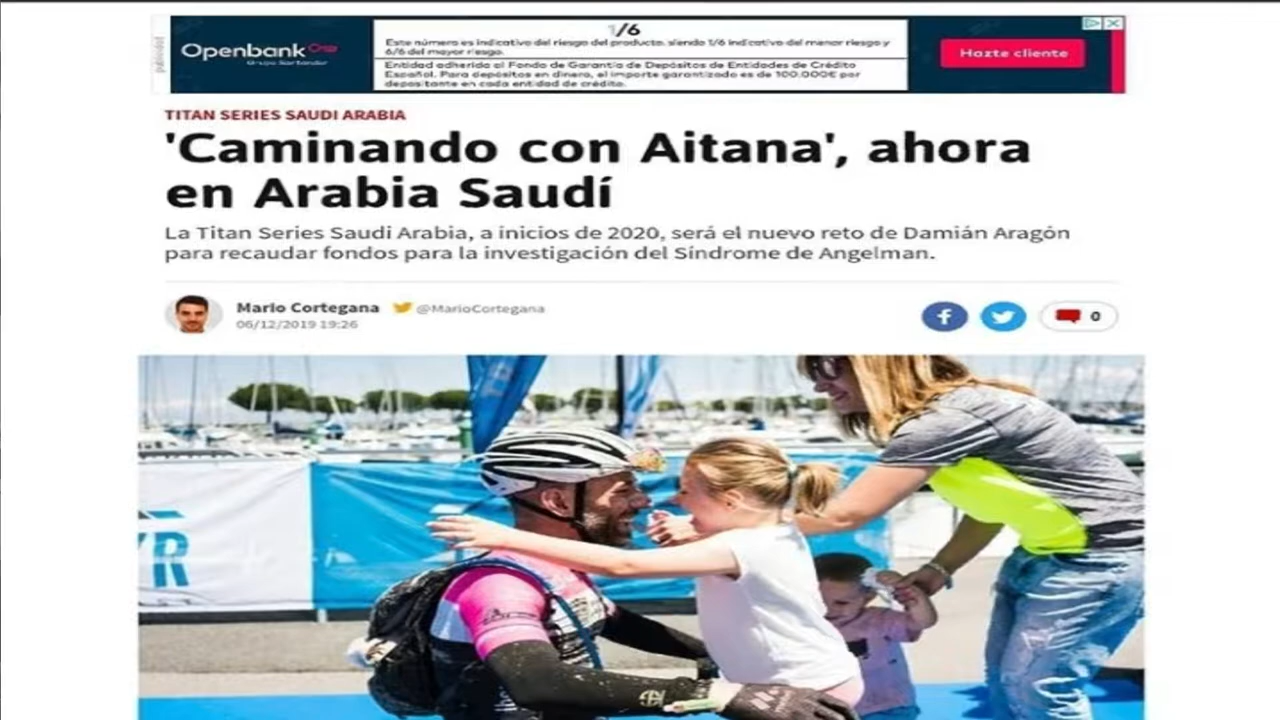 publicidad
Openbank
Grupo Santander
1/6
Este número es indicativo del riesgo del producto, siendo 1/6 indicativo del menor riesgo y
6/6 del mayor riesgo.
Entidad adherida al Fondo de Garantía de Depósitos de Entidades de Crédito
Español. Para depósitos en dinero, el importe garantizado es de 100.000€ por
depositante en cada entidad de crédito.
Hazte cliente
TITAN SERIES SAUDI ARABIA
'Caminando con Aitana', ahora
en Arabia Saudí
La Titan Series Saudi Arabia, a inicios de 2020, será el nuevo reto de Damián Aragón
para recaudar fondos para la investigación del Síndrome de Angelman.
Mario Cortegana @MarioCortegana
06/12/2019 19:26
0